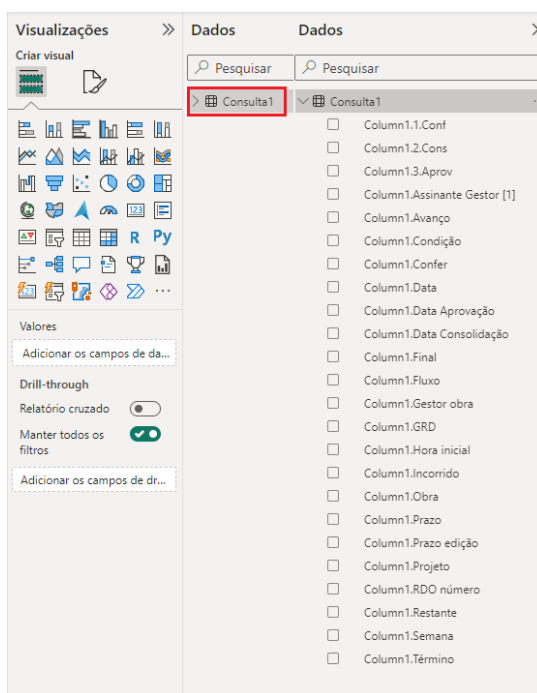 Visualizações
Criar visual
123
R
Py
123
Valores
Adicionar os campos de da...
Drill-through
Relatório cruzado
Manter todos os
filtros
Adicionar os campos de dr...
Dados
Pesquisar
Consulta1
Dados
Pesquisar
Consulta1
Column1.1.Conf
Column1.2.Cons
Column1.3.Aprov
Column1.Assinante Gestor [1]
Column1.Avanço
Column1.Condição
Column1.Confer
Column1.Data
Column1.Data Aprovação
Column1.Data Consolidação
Column1.Final
Column1.Fluxo
Column1.Gestor obra
Column1.GRD
Column1.Hora inicial
Column1.Incorrido
Column1.Obra
Column1.Prazo
Column1.Prazo edição
Column1.Projeto
Column1.RDO número
Column1.Restante
Column1.Semana
Column1.Término